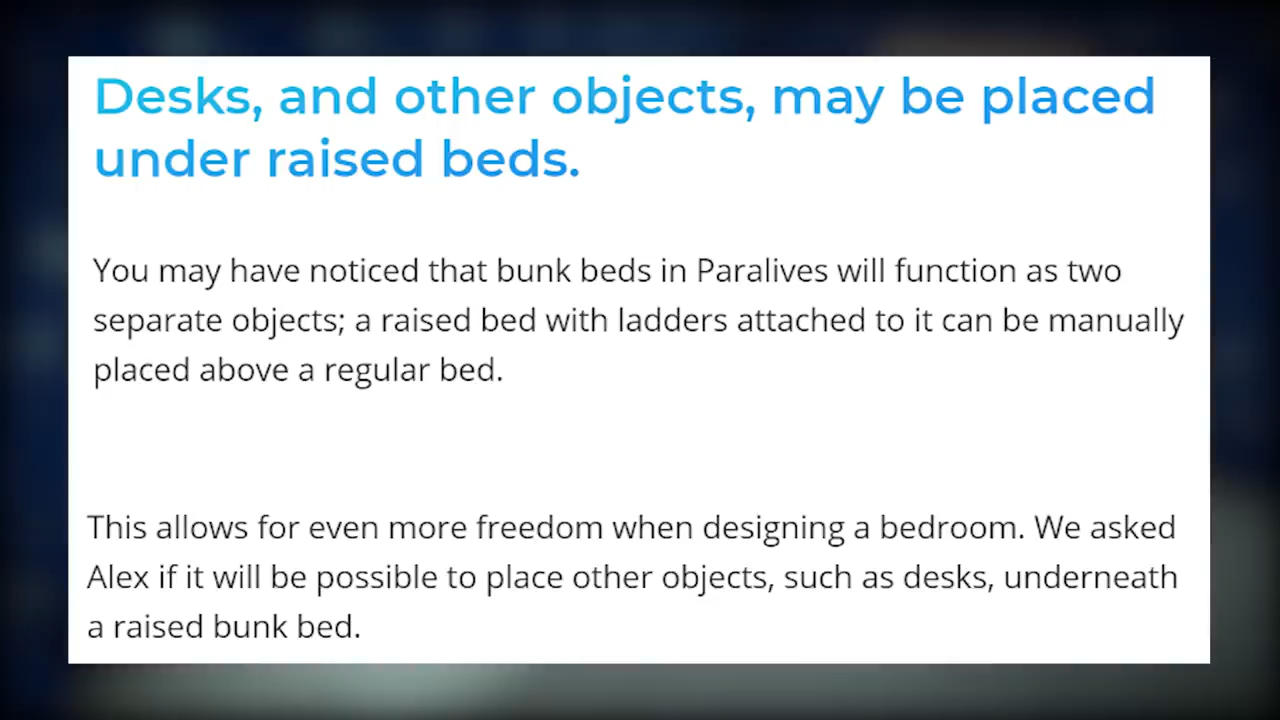 Desks, and other objects, may be placed
under raised beds.
You may have noticed that bunk beds in Paralives will function as two
separate objects; a raised bed with ladders attached to it can be manually
placed above a regular bed.
This allows for even more freedom when designing a bedroom. We asked
Alex if it will be possible to place other objects, such as desks, underneath
a raised bunk bed.